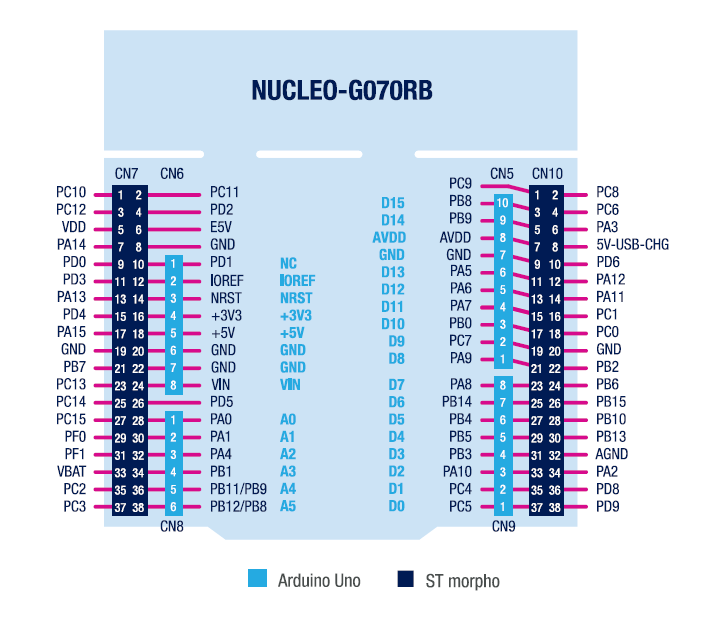 NUCLEO-G070RB
CN7 CN6 CN5 CN10
PC10 1 2 PC11 PC9 1 2 PC8
PC12 3 4 PD2 D15 PB8 10 3 4 PC6
VDD 5 6 E5V D14 PB9 9 5 6 PA3
PA14 7 8 GND AVDD AVDD 8 7 8 5V-USB-CHG
PD0 9 10 1 PD1 NC GND GND 7 9 10 PD6
PD3 11 12 2 IOREF IOREF D13 PA5 6 11 12 PA12
PA13 13 14 3 NRST NRST D12 PA6 5 13 14 PA11
PD4 15 16 4 +3V3 +3V3 D11 PA7 4 15 16 PC1
PA15 17 18 5 +5V +5V D10 PB0 3 17 18 PC0
GND 19 20 6 GND GND D9 PC7 2 19 20 GND
PB7 21 22 7 GND GND D8 PA9 1 21 22 PB2
PC13 23 24 8 VIN VIN D7 PA8 8 23 24 PB6
PC14 25 26 PD5 D6 PB14 7 25 26 PB15
PC15 27 28 1 PA0 A0 D5 PB4 6 27 28 PB10
PF0 29 30 2 PA1 A1 D4 PB5 5 29 30 PB13
PF1 31 32 3 PA4 A2 D3 PB3 4 31 32 AGND
VBAT 33 34 4 PB1 A3 D2 PA10 3 33 34 PA2
PC2 35 36 5 PB11/PB9 A4 D1 PC4 2 35 36 PD8
PC3 37 38 6 PB12/PB8 A5 D0 PC5 1 37 38 PD9
CN8 CN9
Arduino Uno ST morpho